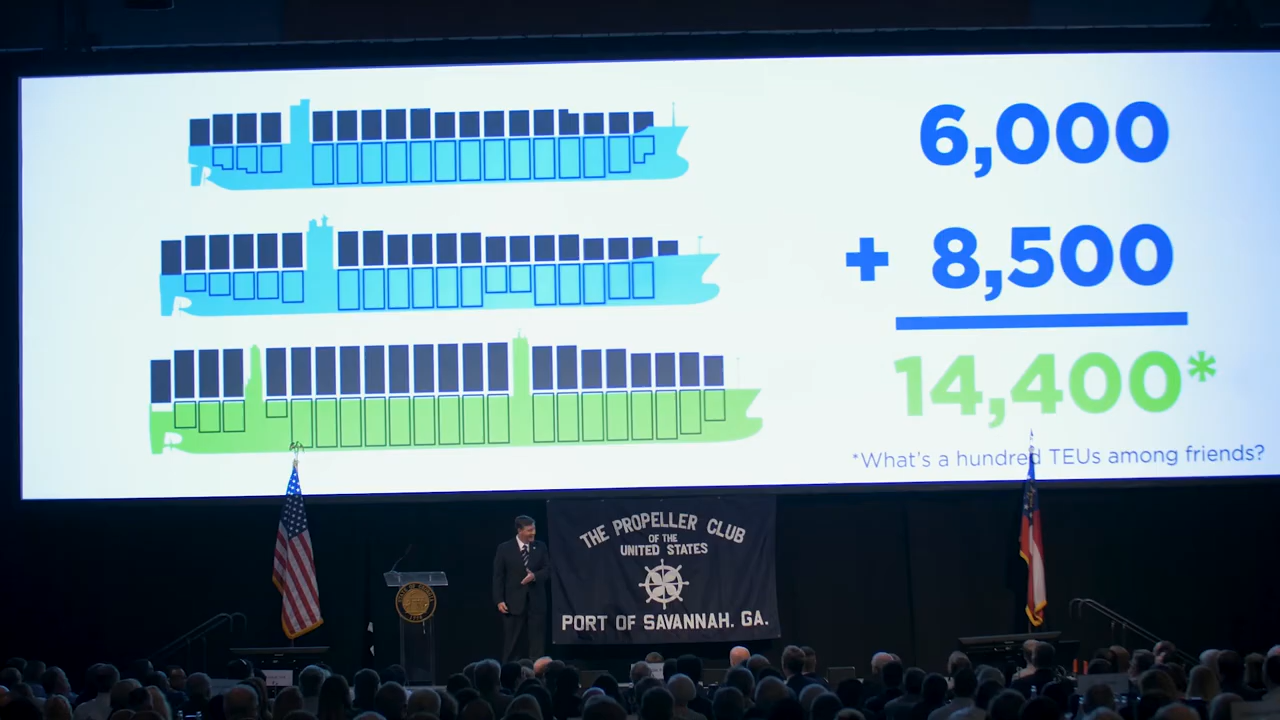 6,000
+ 8,500
14,400*
*What's a hundred TEUs among friends?
THE PROPELLER CLUB
OF THE
UNITED STATES
PORT OF SAVANNAH. GA.